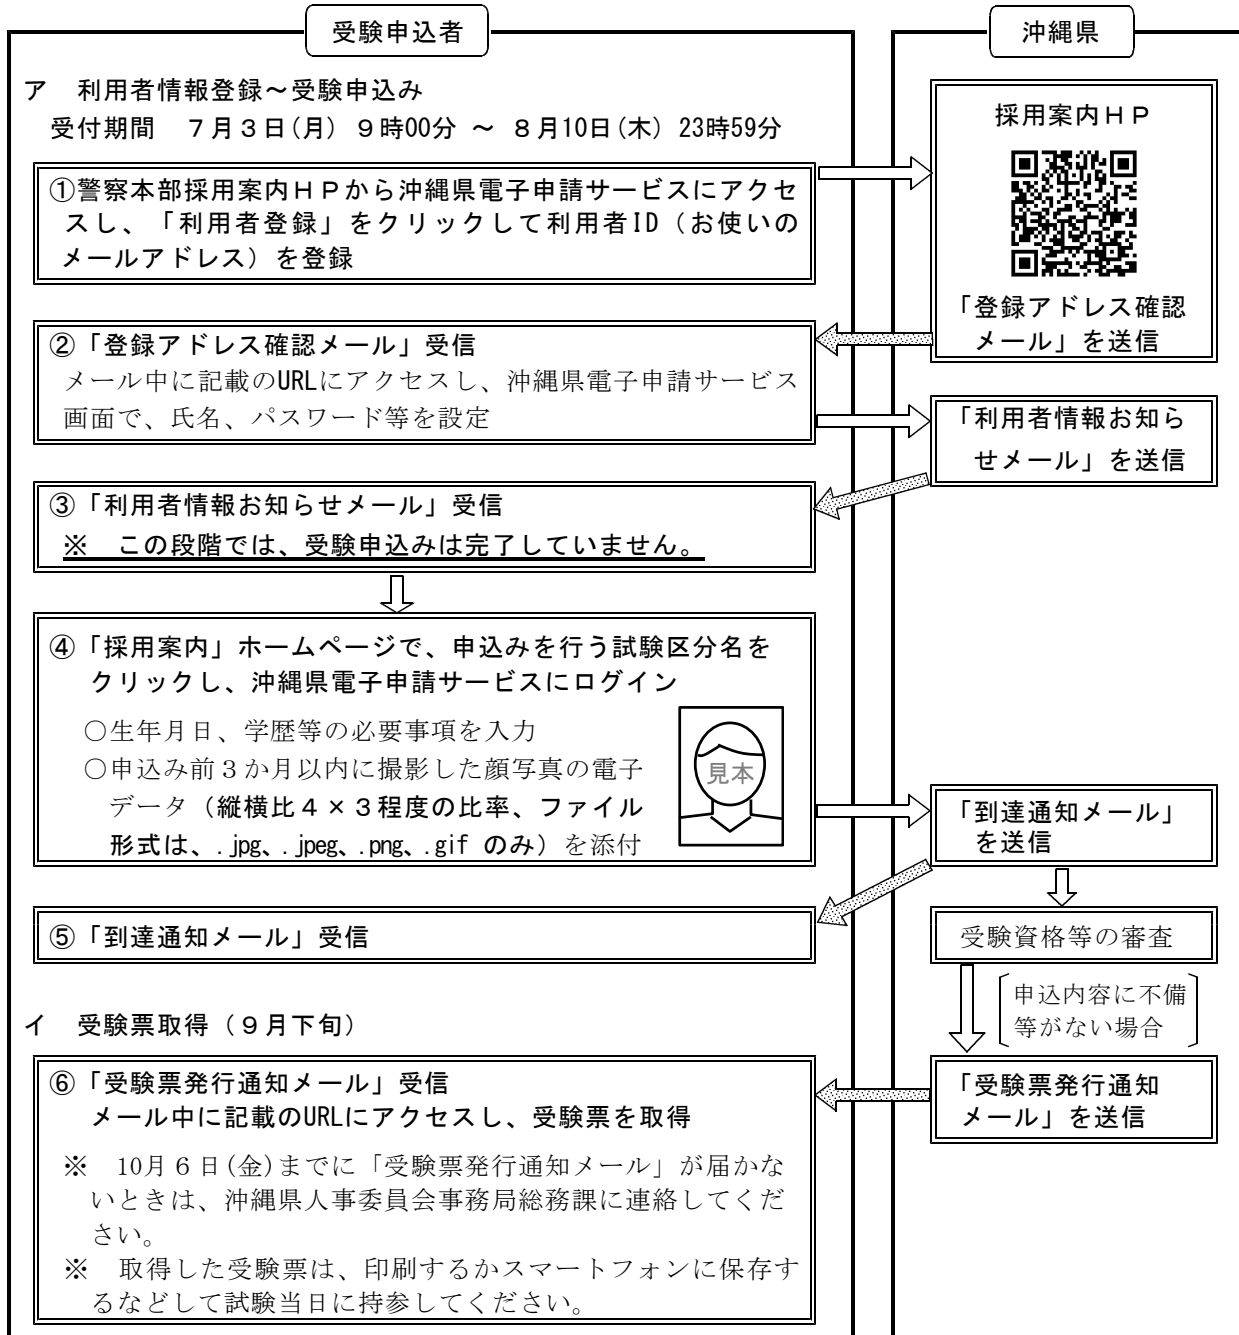 受験申込者
ア　利用者情報登録～受験申込み
受付期間　７月３日(月) ９時00分 ～ ８月10日(木) 23時59分
①警察本部採用案内ＨＰから沖縄県電子申請サービスにアクセ
スし、「利用者登録」をクリックして利用者ID（お使いの
メールアドレス）を登録
②「登録アドレス確認メール」受信
メール中に記載のURLにアクセスし、沖縄県電子申請サービス
画面で、氏名、パスワード等を設定
③「利用者情報お知らせメール」受信
※　この段階では、受験申込みは完了していません。
④「採用案内」ホームページで、申込みを行う試験区分名を
クリックし、沖縄県電子申請サービスにログイン
○生年月日、学歴等の必要事項を入力
○申込み前３か月以内に撮影した顔写真の電子
データ（縦横比４×３程度の比率、ファイル
形式は、.jpg、.jpeg、.png、.gif のみ）を添付
見本
⑤「到達通知メール」受信
イ　受験票取得（９月下旬）
⑥「受験票発行通知メール」受信
メール中に記載のURLにアクセスし、受験票を取得
※　10月６日(金)までに「受験票発行通知メール」が届かな
いときは、沖縄県人事委員会事務局総務課に連絡してくだ
さい。
※　取得した受験票は、印刷するかスマートフォンに保存す
るなどして試験当日に持参してください。
沖縄県
採用案内ＨＰ
「登録アドレス確認
メール」を送信
「利用者情報お知ら
せメール」を送信
「到達通知メール」
を送信
受験資格等の審査
申込内容に不備
等がない場合
「受験票発行通知
メール」を送信